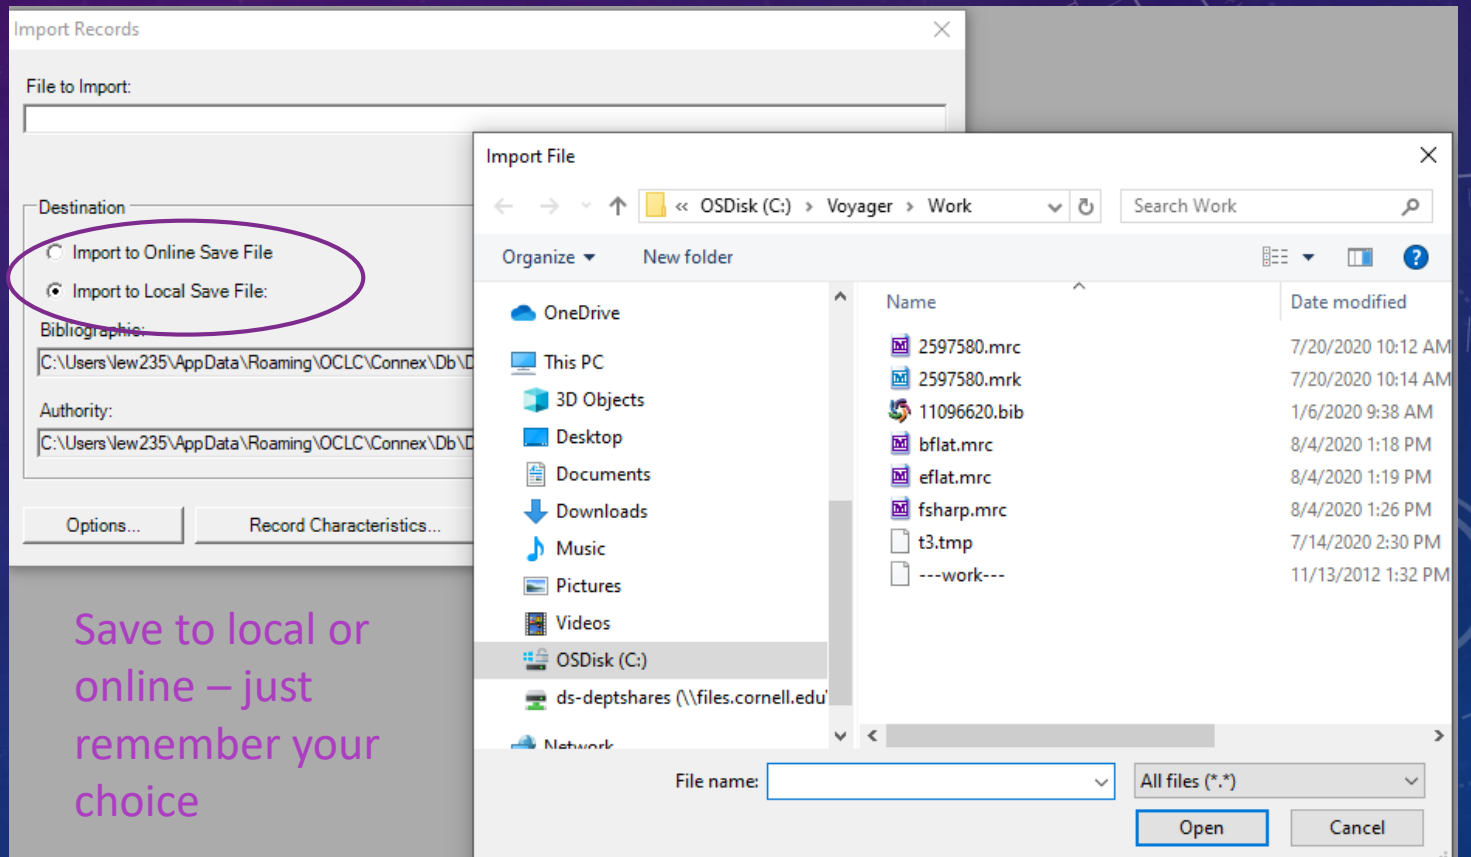 Import Records
File to Import:
Destination
Import to Online Save File
Import to Local Save File:
Bibliographic:
C:\Users\lew235\AppData\Roaming\OCLC\Connex\Db\D
Authority:
C:\Users\lew235\AppData\Roaming\OCLC\Connex\Db\D
Options...
Record Characteristics...
Save to local or
online – just
remember your
choice
Import File
« OSDisk (C:) › Voyager › Work
Search Work
Organize
New folder
OneDrive
This PC
3D Objects
Desktop
Documents
Downloads
Music
Pictures
Videos
OSDisk (C:)
ds-deptshares (\\files.cornell.edu\
Network
Name Date modified
2597580.mrc 7/20/2020 10:12 AM
2597580.mrk 7/20/2020 10:14 AM
11096620.bib 1/6/2020 9:38 AM
bflat.mrc 8/4/2020 1:18 PM
eflat.mrc 8/4/2020 1:19 PM
fsharp.mrc 8/4/2020 1:26 PM
t3.tmp 7/14/2020 2:30 PM
---work--- 11/13/2012 1:32 PM
File name:
All files (*.*)
Open
Cancel